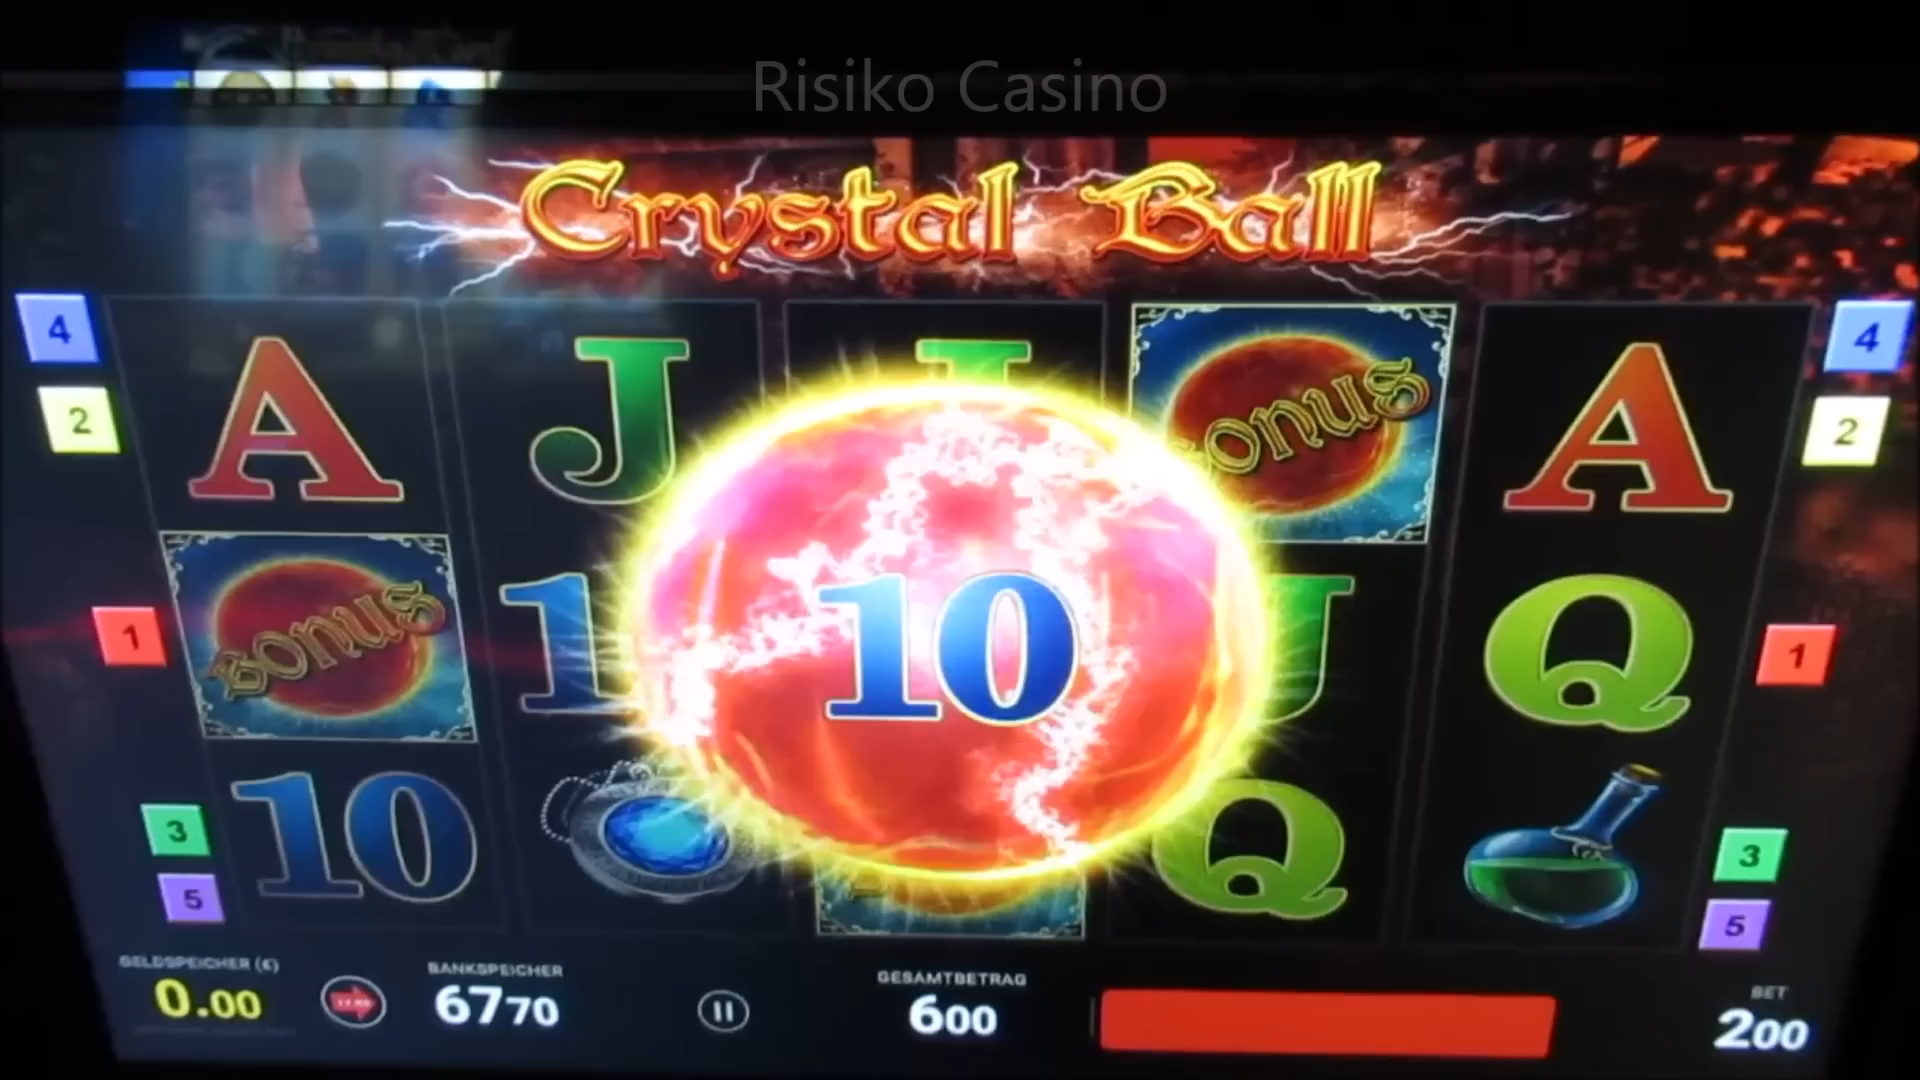 Risiko Casino
Crystal Ball
4
4
2
2
A
J
J
Bonus
A
1
1
Bonus
10
J
Q
3
3
10
Q
5
5
GELDSPEICHER (€)
0.00
BANKSPEICHER
6770
GESAMTBETRAG
600
BET
200